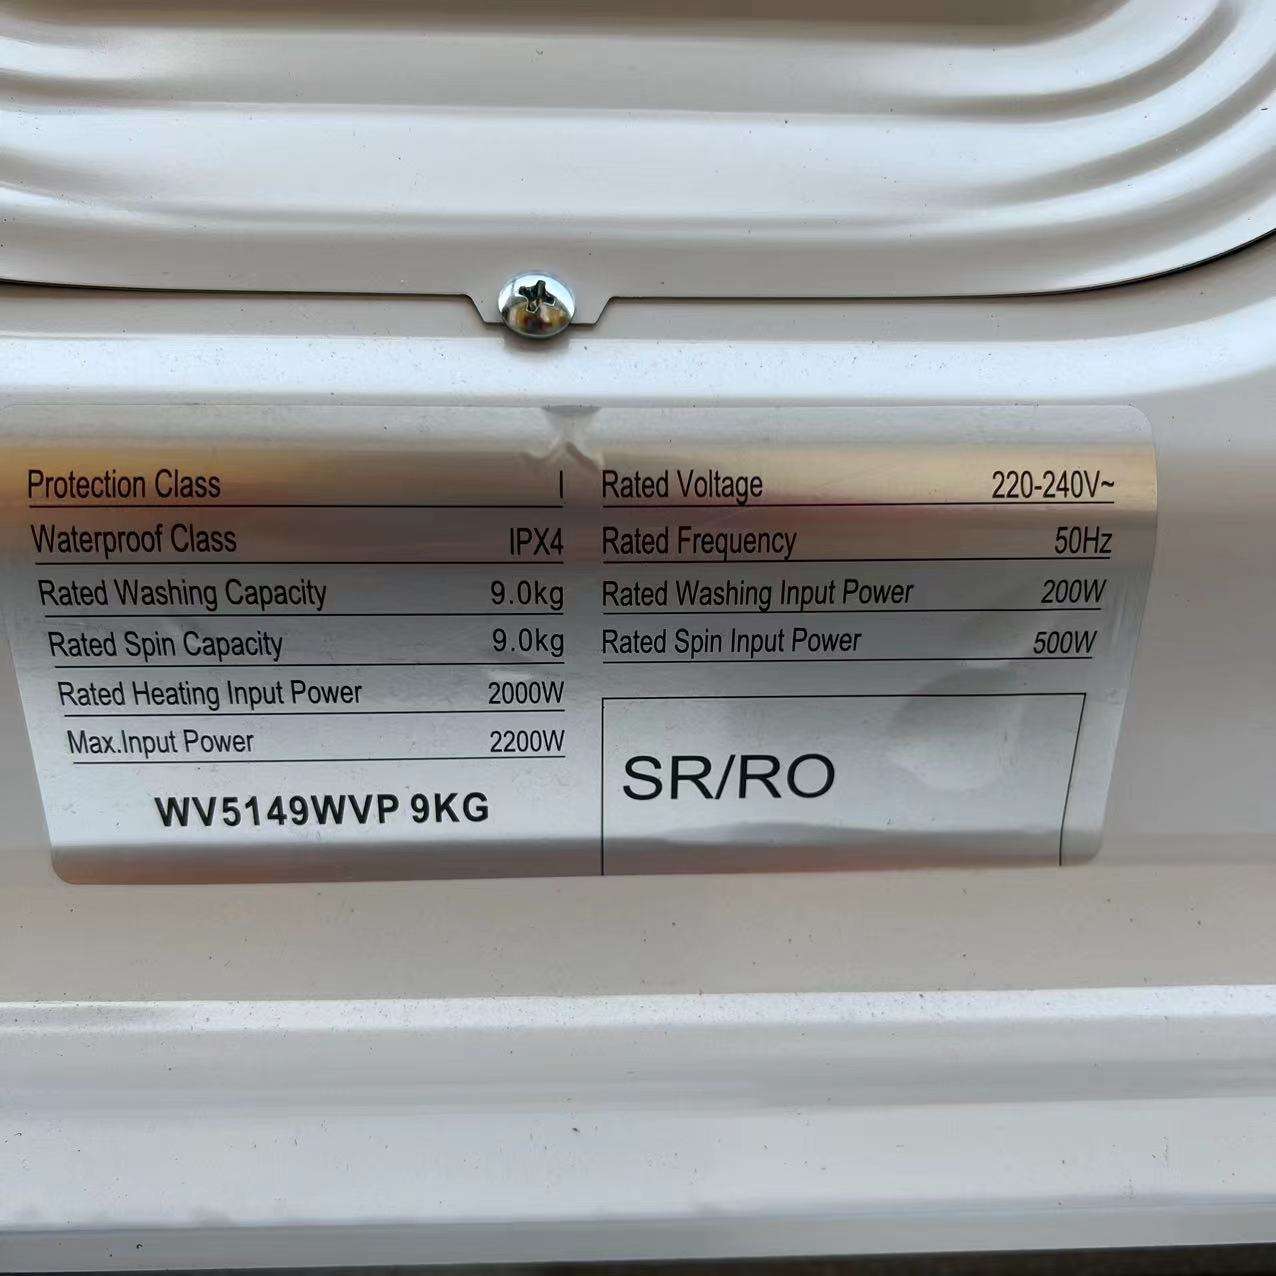 Protection Class I
Waterproof Class IPX4
Rated Washing Capacity 9.0kg
Rated Spin Capacity 9.0kg
Rated Heating Input Power 2000W
Max.Input Power 2200W
WV5149WVP 9KG
Rated Voltage 220-240V~
Rated Frequency 50Hz
Rated Washing Input Power 200W
Rated Spin Input Power 500W
SR/RO